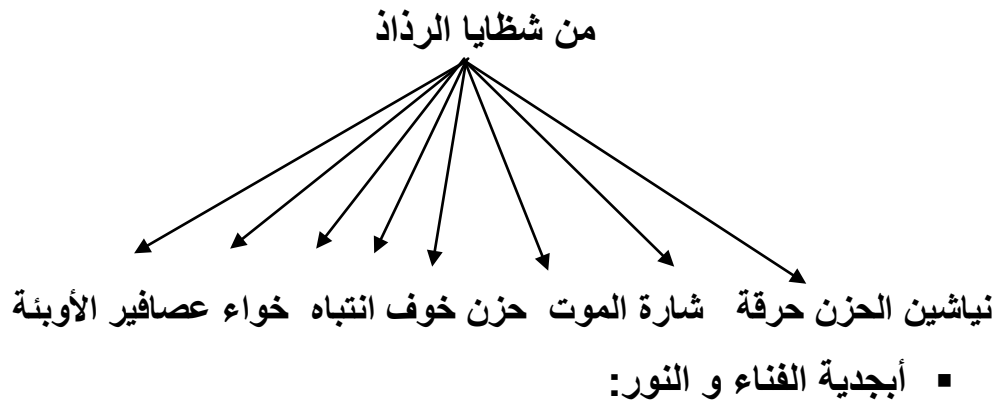 من شظايا الرذاذ
نياشين الحزن حرقة شارة الموت حزن خوف انتباه خواء عصافير الأوبئة
▪ أبجدية الفناء و النور: